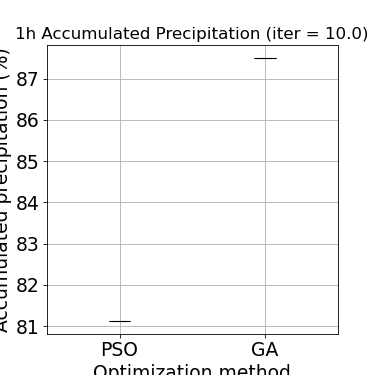 1h Accumulated Precipitation (iter = 10.0)
Accumulated precipitation (%)
87
86
85
84
83
82
81
PSO GA
Optimization method